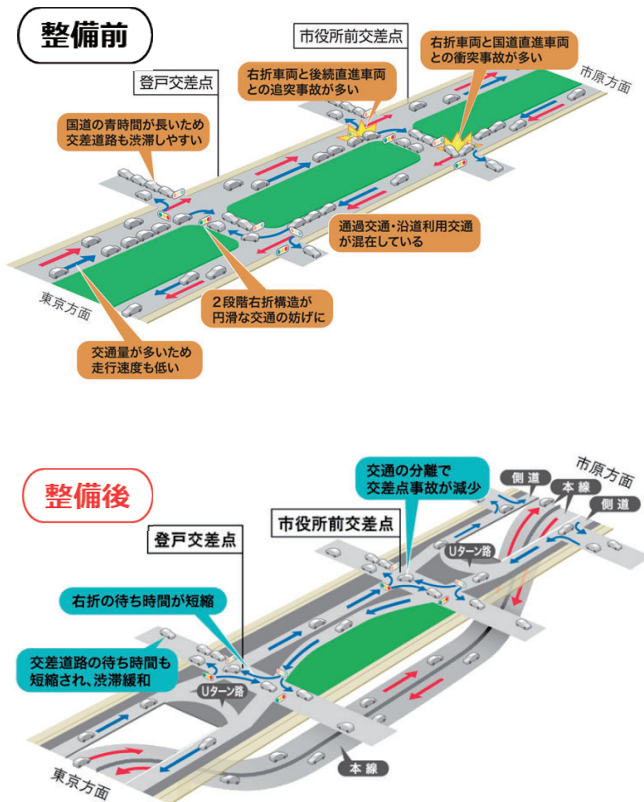 整備前
市役所前交差点
右折車両と国道直進車両
との衝突事故が多い
市原方面
登戸交差点
右折車両と後続直進車両
との追突事故が多い
国道の青時間が長いため
交差道路も渋滞しやすい
通過交通・沿道利用交通
が混在している
東京方面
2段階右折構造が
円滑な交通の妨げに
交通量が多いため
走行速度も低い
整備後
交通の分離で
交差点事故が減少
側道
市原方面
本線
側道
市役所前交差点
登戸交差点
Uターン路
右折の待ち時間が短縮
交差道路の待ち時間も
短縮され、渋滞緩和
Uターン路
本線
東京方面